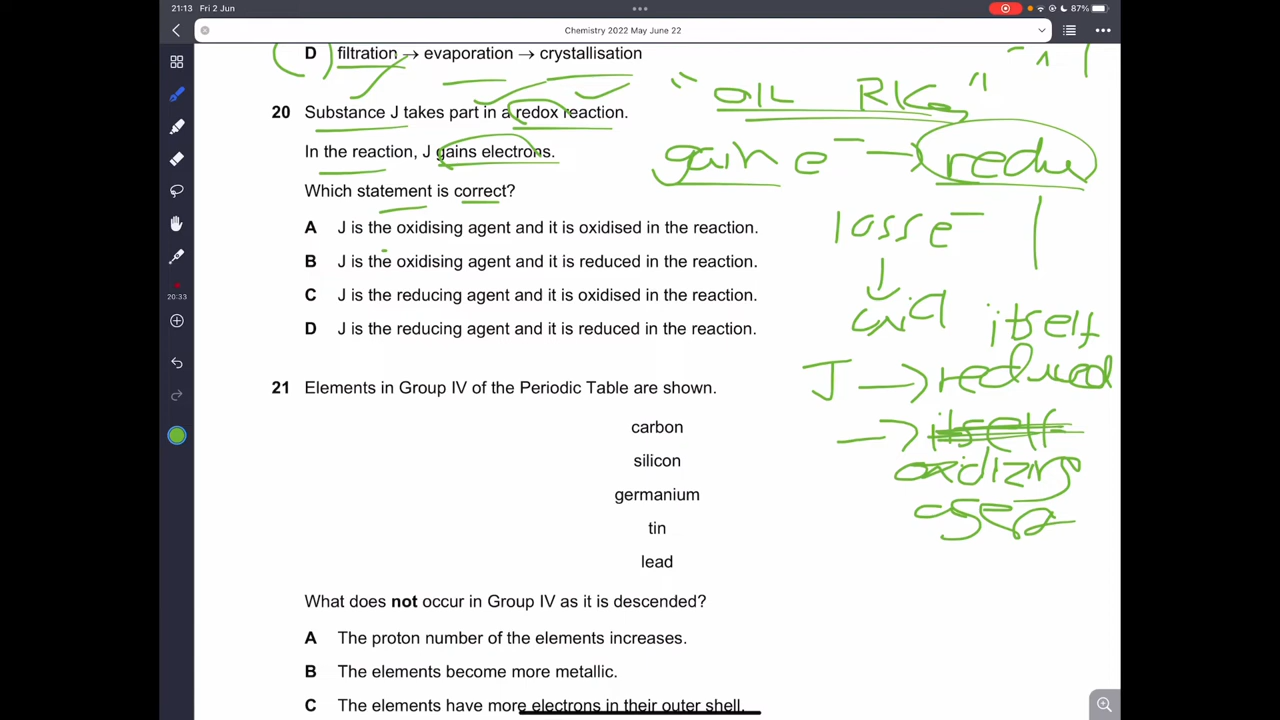 21:13 Fri 2 Jun
87%
Chemistry 2022 May June 22
D filtration → evaporation → crystallisation
"OIL RIG"
20 Substance J takes part in a redox reaction.
In the reaction, J gains electrons.
gain e⁻ → redu
Which statement is correct?
loss e⁻
A J is the oxidising agent and it is oxidised in the reaction.
B J is the oxidising agent and it is reduced in the reaction.
C J is the reducing agent and it is oxidised in the reaction.
D J is the reducing agent and it is reduced in the reaction.
20:33
itself
J → reduced
→ itself
oxidizing
21 Elements in Group IV of the Periodic Table are shown.
carbon
silicon
germanium
tin
lead
What does not occur in Group IV as it is descended?
A The proton number of the elements increases.
B The elements become more metallic.
C The elements have more electrons in their outer shell.